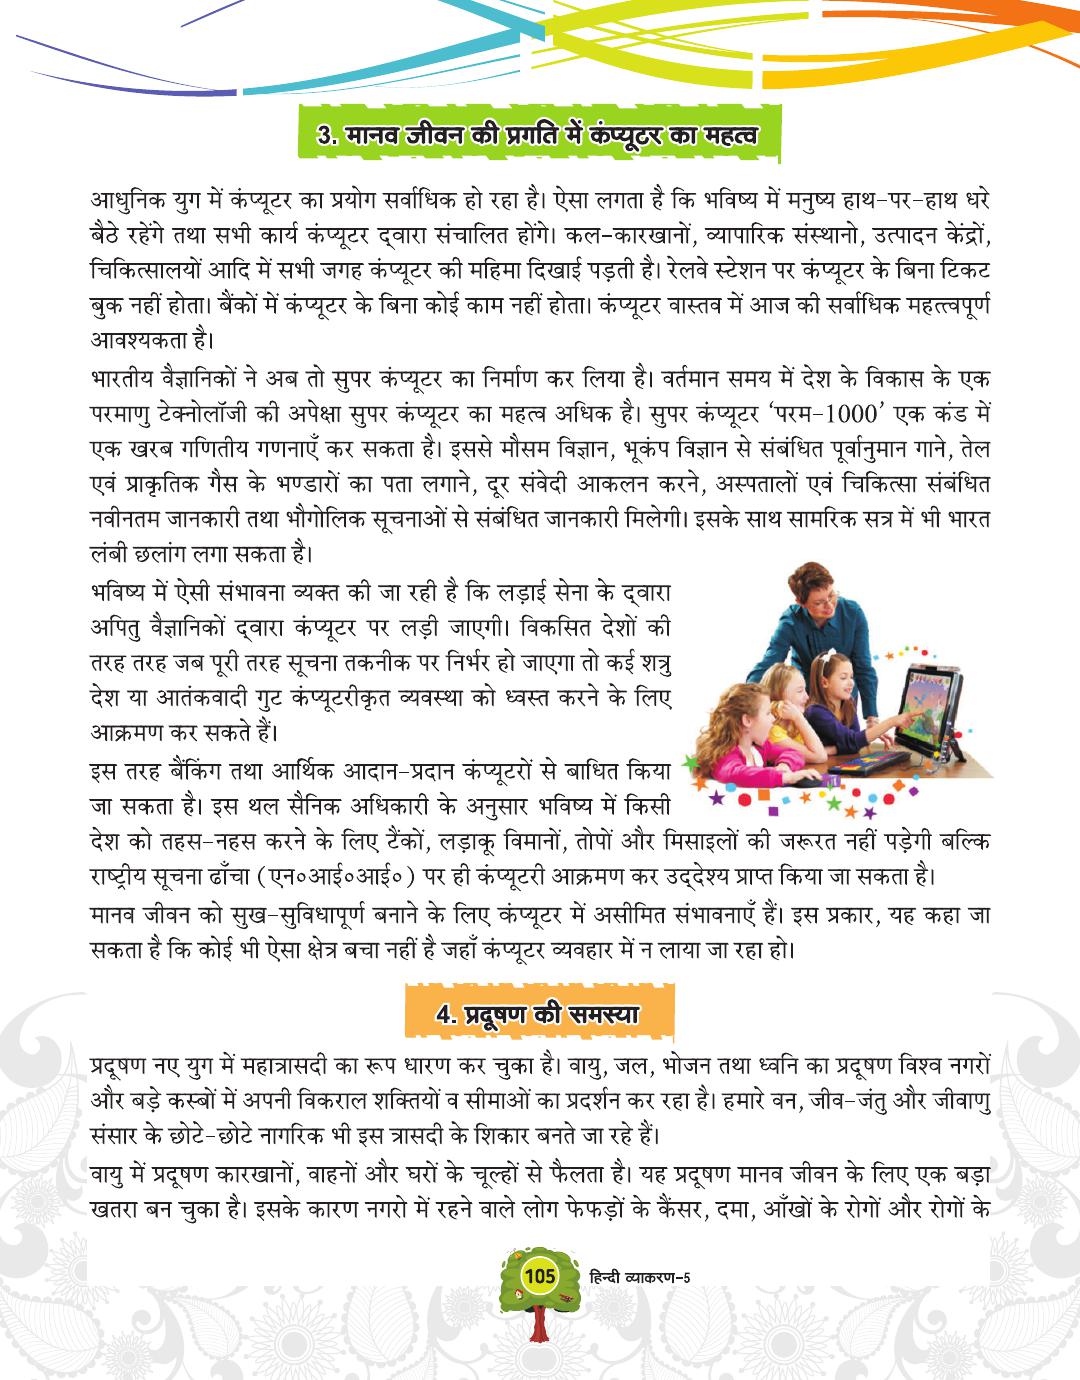 3. मानव जीवन की प्रगति में कंप्यूटर का महत्व
आधुनिक युग में कंप्यूटर का प्रयोग सर्वाधिक हो रहा है। ऐसा लगता है कि भविष्य में मनुष्य हाथ-पर-हाथ धरे
बैठे रहेंगे तथा सभी कार्य कंप्यूटर द्वारा संचालित होंगे। कल-कारखानों, व्यापारिक संस्थानो, उत्पादन केंद्रों,
चिकित्सालयों आदि में सभी जगह कंप्यूटर की महिमा दिखाई पड़ती है। रेलवे स्टेशन पर कंप्यूटर के बिना टिकट
बुक नहीं होता। बैंकों में कंप्यूटर के बिना कोई काम नहीं होता। कंप्यूटर वास्तव में आज की सर्वाधिक महत्त्वपूर्ण
आवश्यकता है।
भारतीय वैज्ञानिकों ने अब तो सुपर कंप्यूटर का निर्माण कर लिया है। वर्तमान समय में देश के विकास के एक
परमाणु टेक्नोलॉजी की अपेक्षा सुपर कंप्यूटर का महत्व अधिक है। सुपर कंप्यूटर ‘परम-1000’ एक कंड में
एक खरब गणितीय गणनाएँ कर सकता है। इससे मौसम विज्ञान, भूकंप विज्ञान से संबंधित पूर्वानुमान गाने, तेल
एवं प्राकृतिक गैस के भण्डारों का पता लगाने, दूर संवेदी आकलन करने, अस्पतालों एवं चिकित्सा संबंधित
नवीनतम जानकारी तथा भौगोलिक सूचनाओं से संबंधित जानकारी मिलेगी। इसके साथ सामरिक सत्र में भी भारत
लंबी छलांग लगा सकता है।
भविष्य में ऐसी संभावना व्यक्त की जा रही है कि लड़ाई सेना के द्वारा
अपितु वैज्ञानिकों द्वारा कंप्यूटर पर लड़ी जाएगी। विकसित देशों की
तरह तरह जब पूरी तरह सूचना तकनीक पर निर्भर हो जाएगा तो कई शत्रु
देश या आतंकवादी गुट कंप्यूटरीकृत व्यवस्था को ध्वस्त करने के लिए
आक्रमण कर सकते हैं।
इस तरह बैंकिंग तथा आर्थिक आदान-प्रदान कंप्यूटरों से बाधित किया
जा सकता है। इस थल सैनिक अधिकारी के अनुसार भविष्य में किसी
देश को तहस-नहस करने के लिए टैंकों, लड़ाकू विमानों, तोपों और मिसाइलों की जरूरत नहीं पड़ेगी बल्कि
राष्ट्रीय सूचना ढाँचा (एन०आई०आई०) पर ही कंप्यूटरी आक्रमण कर उद्देश्य प्राप्त किया जा सकता है।
मानव जीवन को सुख-सुविधापूर्ण बनाने के लिए कंप्यूटर में असीमित संभावनाएँ हैं। इस प्रकार, यह कहा जा
सकता है कि कोई भी ऐसा क्षेत्र बचा नहीं है जहाँ कंप्यूटर व्यवहार में न लाया जा रहा हो।
4. प्रदूषण की समस्या
प्रदूषण नए युग में महात्रासदी का रूप धारण कर चुका है। वायु, जल, भोजन तथा ध्वनि का प्रदूषण विश्व नगरों
और बड़े कस्बों में अपनी विकराल शक्तियों व सीमाओं का प्रदर्शन कर रहा है। हमारे वन, जीव-जंतु और जीवाणु
संसार के छोटे-छोटे नागरिक भी इस त्रासदी के शिकार बनते जा रहे हैं।
वायु में प्रदूषण कारखानों, वाहनों और घरों के चूल्हों से फैलता है। यह प्रदूषण मानव जीवन के लिए एक बड़ा
खतरा बन चुका है। इसके कारण नगरो में रहने वाले लोग फेफड़ों के कैंसर, दमा, आँखों के रोगों और रोगों के
105 हिन्दी व्याकरण-5